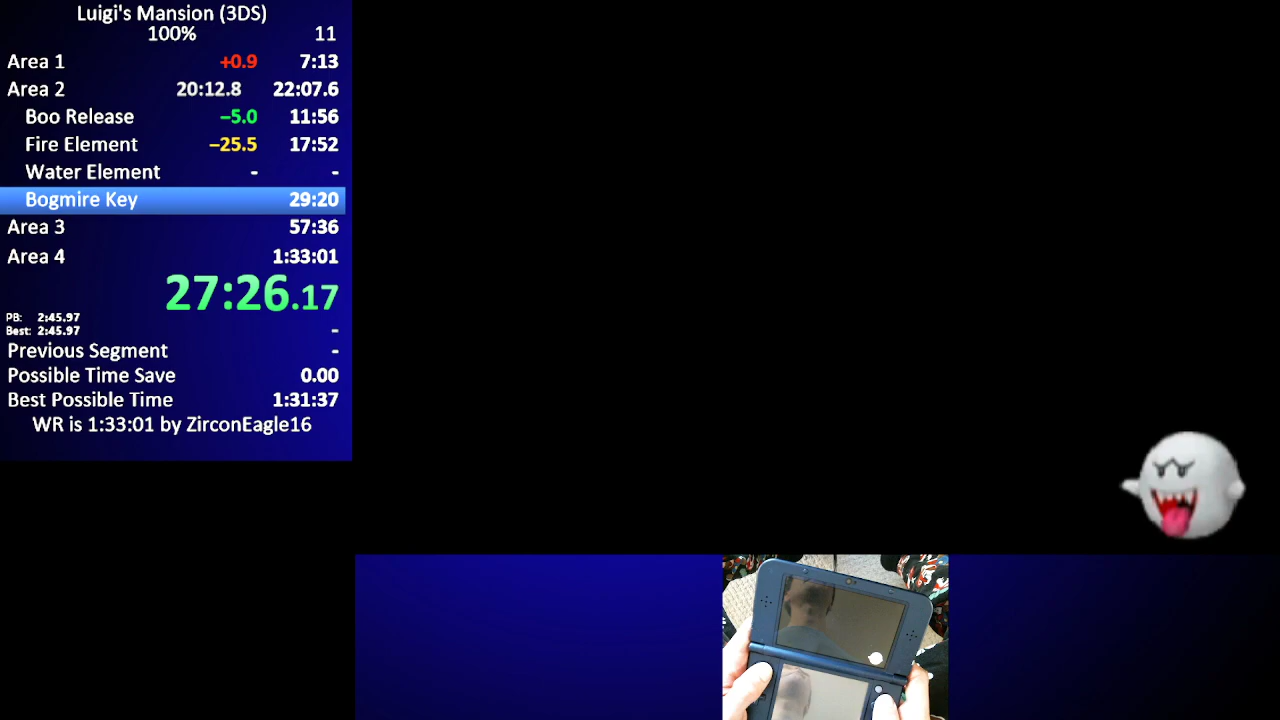 Luigi's Mansion (3DS)
100% 11
Area 1 +0.9 7:13
Area 2 20:12.8 22:07.6
Boo Release −5.0 11:56
Fire Element −25.5 17:52
Water Element - -
Bogmire Key 29:20
Area 3 57:36
Area 4 1:33:01
27:26.17
PB: 2:45.97
Best: 2:45.97 -
Previous Segment -
Possible Time Save 0.00
Best Possible Time 1:31:37
WR is 1:33:01 by ZirconEagle16